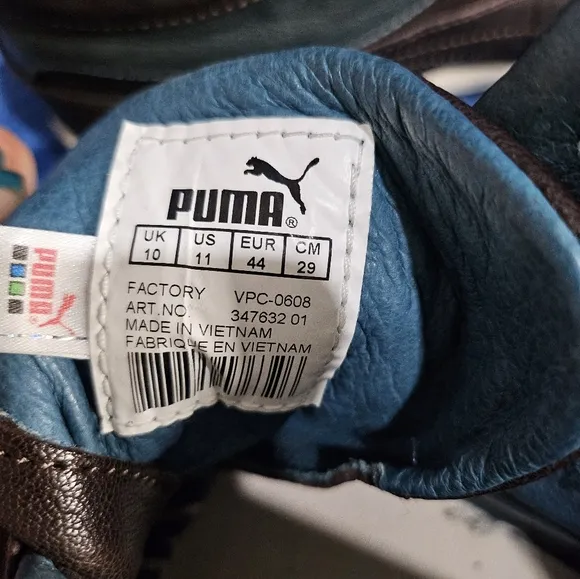 PUMA®
UK US EUR CM
10 11 44 29
FACTORY VPC-0608
ART.NO. 347632 01
MADE IN VIETNAM
FABRIQUE EN VIETNAM
PUMA